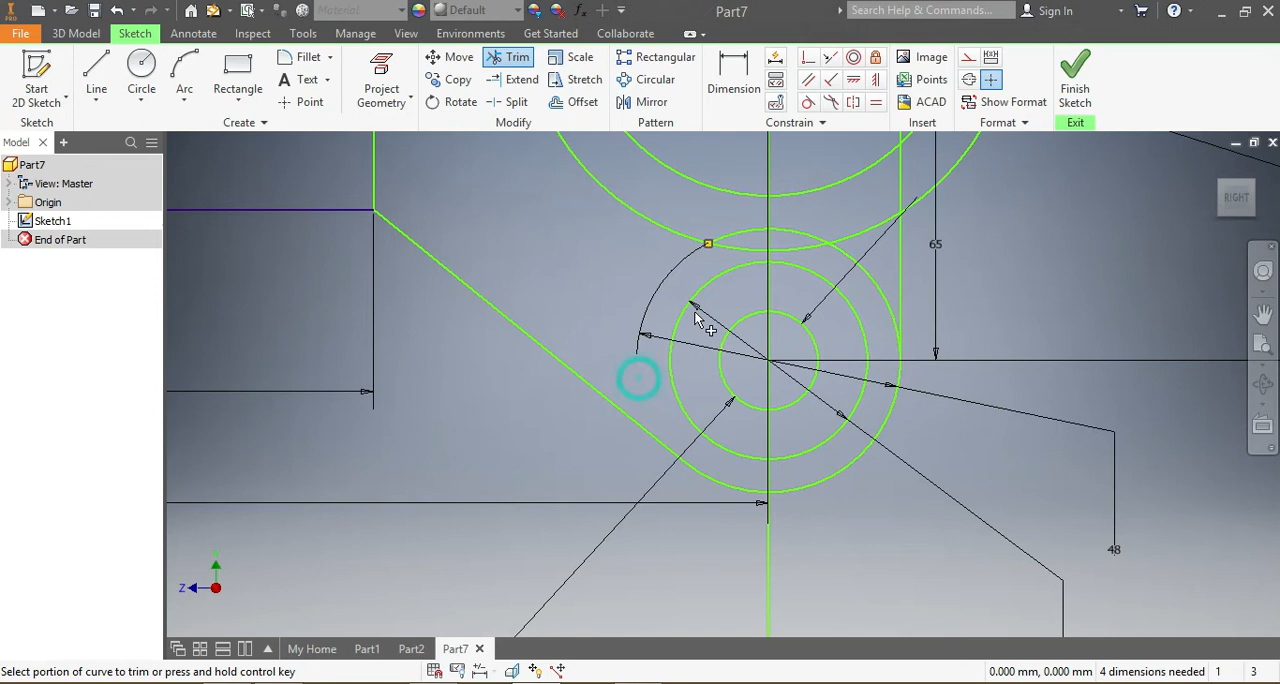 PRO
Material
Default
Part7
Search Help & Commands...
Sign In
File
3D Model
Sketch
Annotate
Inspect
Tools
Manage
View
Environments
Get Started
Collaborate
Start
2D Sketch
Line
Circle
Arc
Rectangle
Fillet
Text
Point
Project
Geometry
Move
Trim
Scale
Copy
Extend
Stretch
Rotate
Split
Offset
Rectangular
Circular
Mirror
Dimension
Image
Points
ACAD
Show Format
Finish
Sketch
Sketch
Create
Modify
Pattern
Constrain
Insert
Format
Exit
Model
Part7
View: Master
Origin
Sketch1
End of Part
RIGHT
65
48
Z
My Home
Part1
Part2
Part7
Select portion of curve to trim or press and hold control key
0.000 mm, 0.000 mm
4 dimensions needed
1
3